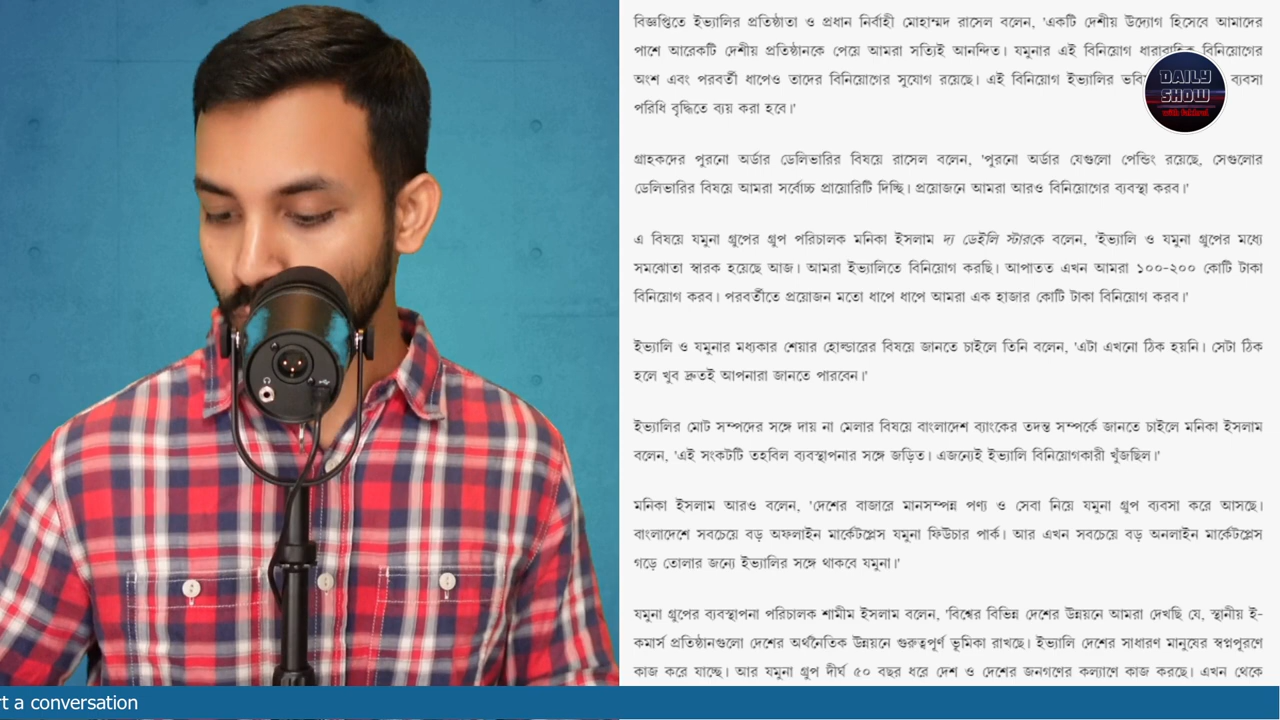 বিজ্ঞপ্তিতে ইভ্যালির প্রতিষ্ঠাতা ও প্রধান নির্বাহী মোহাম্মদ রাসেল বলেন, 'একটি দেশীয় উদ্যোগ হিসেবে আমাদের
পাশে আরেকটি দেশীয় প্রতিষ্ঠানকে পেয়ে আমরা সত্যিই আনন্দিত। যমুনার এই বিনিয়োগ ধারাবাহিক বিনিয়োগের
অংশ এবং পরবর্তী ধাপেও তাদের বিনিয়োগের সুযোগ রয়েছে। এই বিনিয়োগ ইভ্যালির ব্যবসা
পরিধি বৃদ্ধিতে ব্যয় করা হবে।'
DAILY
SHOW
গ্রাহকদের পুরনো অর্ডার ডেলিভারির বিষয়ে রাসেল বলেন, 'পুরনো অর্ডার যেগুলো পেন্ডিং রয়েছে, সেগুলোর
ডেলিভারির বিষয়ে আমরা সর্বোচ্চ প্রায়োরিটি দিচ্ছি। প্রয়োজনে আমরা আরও বিনিয়োগের ব্যবস্থা করব।'
এ বিষয়ে যমুনা গ্রুপের গ্রুপ পরিচালক মনিকা ইসলাম দ্য ডেইলি স্টারকে বলেন, 'ইভ্যালি ও যমুনা গ্রুপের মধ্যে
সমঝোতা স্বারক হয়েছে আজ। আমরা ইভ্যালিতে বিনিয়োগ করছি। আপাতত এখন আমরা ১০০-২০০ কোটি টাকা
বিনিয়োগ করব। পরবর্তীতে প্রয়োজন মতো ধাপে ধাপে আমরা এক হাজার কোটি টাকা বিনিয়োগ করব।'
ইভ্যালি ও যমুনার মধ্যকার শেয়ার হোল্ডারের বিষয়ে জানতে চাইলে তিনি বলেন, 'এটা এখনো ঠিক হয়নি। সেটা ঠিক
হলে খুব দ্রুতই আপনারা জানতে পারবেন।'
ইভ্যালির মোট সম্পদের সঙ্গে দায় না মেলার বিষয়ে বাংলাদেশ ব্যাংকের তদন্ত সম্পর্কে জানতে চাইলে মনিকা ইসলাম
বলেন, 'এই সংকটটি তহবিল ব্যবস্থাপনার সঙ্গে জড়িত। এজন্যেই ইভ্যালি বিনিয়োগকারী খুঁজছিল।'
মনিকা ইসলাম আরও বলেন, 'দেশের বাজারে মানসম্পন্ন পণ্য ও সেবা নিয়ে যমুনা গ্রুপ ব্যবসা করে আসছে।
বাংলাদেশে সবচেয়ে বড় অফলাইন মার্কেটপ্লেস যমুনা ফিউচার পার্ক। আর এখন সবচেয়ে বড় অনলাইন মার্কেটপ্লেস
গড়ে তোলার জন্যে ইভ্যালির সঙ্গে থাকবে যমুনা।'
যমুনা গ্রুপের ব্যবস্থাপনা পরিচালক শামীম ইসলাম বলেন, 'বিশ্বের বিভিন্ন দেশের উন্নয়নে আমরা দেখছি যে, স্থানীয় ই-
কমার্স প্রতিষ্ঠানগুলো দেশের অর্থনৈতিক উন্নয়নে গুরুত্বপূর্ণ ভূমিকা রাখছে। ইভ্যালি দেশের সাধারণ মানুষের স্বপ্নপূরণে
কাজ করে যাচ্ছে। আর যমুনা গ্রুপ দীর্ঘ ৫০ বছর ধরে দেশ ও দেশের জনগণের কল্যাণে কাজ করছে। এখন থেকে
rt a conversation